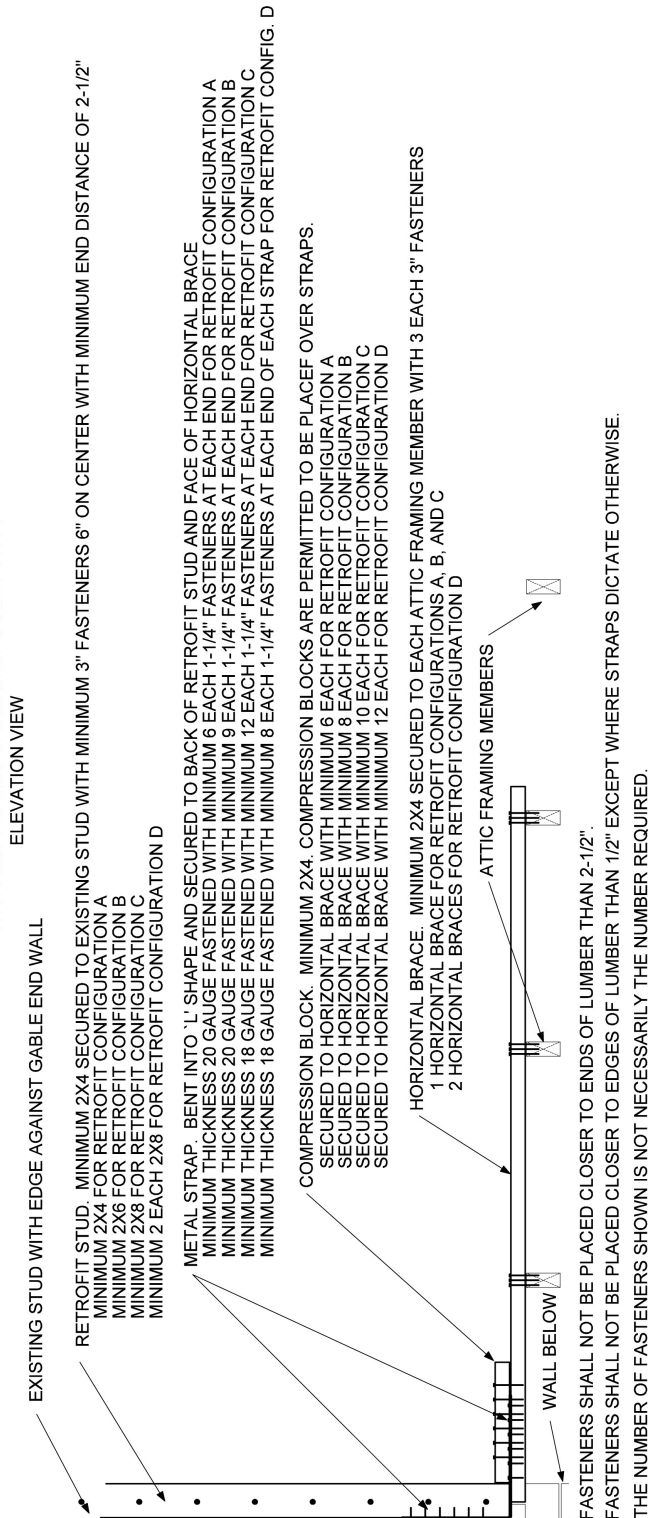 ELEVATION VIEW
EXISTING STUD WITH EDGE AGAINST GABLE END WALL
RETROFIT STUD. MINIMUM 2X4 SECURED TO EXISTING STUD WITH MINIMUM 3" FASTENERS 6" ON CENTER WITH MINIMUM END DISTANCE OF 2-1/2"
MINIMUM 2X4 FOR RETROFIT CONFIGURATION A
MINIMUM 2X6 FOR RETROFIT CONFIGURATION B
MINIMUM 2X8 FOR RETROFIT CONFIGURATION C
MINIMUM 2 EACH 2X8 FOR RETROFIT CONFIGURATION D
METAL STRAP. BENT INTO `L' SHAPE AND SECURED TO BACK OF RETROFIT STUD AND FACE OF HORIZONTAL BRACE
MINIMUM THICKNESS 20 GAUGE FASTENED WITH MINIMUM 6 EACH 1-1/4" FASTENERS AT EACH END FOR RETROFIT CONFIGURATION A
MINIMUM THICKNESS 20 GAUGE FASTENED WITH MINIMUM 9 EACH 1-1/4" FASTENERS AT EACH END FOR RETROFIT CONFIGURATION B
MINIMUM THICKNESS 18 GAUGE FASTENED WITH MINIMUM 12 EACH 1-1/4" FASTENERS AT EACH END FOR RETROFIT CONFIGURATION C
MINIMUM THICKNESS 18 GAUGE FASTENED WITH MINIMUM 8 EACH 1-1/4" FASTENERS AT EACH END OF EACH STRAP FOR RETROFIT CONFIG. D
COMPRESSION BLOCK. MINIMUM 2X4. COMPRESSION BLOCKS ARE PERMITTED TO BE PLACEF OVER STRAPS.
SECURED TO HORIZONTAL BRACE WITH MINIMUM 6 EACH FOR RETROFIT CONFIGURATION A
SECURED TO HORIZONTAL BRACE WITH MINIMUM 8 EACH FOR RETROFIT CONFIGURATION B
SECURED TO HORIZONTAL BRACE WITH MINIMUM 10 EACH FOR RETROFIT CONFIGURATION C
SECURED TO HORIZONTAL BRACE WITH MINIMUM 12 EACH FOR RETROFIT CONFIGURATION D
HORIZONTAL BRACE. MINIMUM 2X4 SECURED TO EACH ATTIC FRAMING MEMBER WITH 3 EACH 3" FASTENERS
1 HORIZONTAL BRACE FOR RETROFIT CONFIGURATIONS A, B, AND C
2 HORIZONTAL BRACES FOR RETROFIT CONFIGURATION D
ATTIC FRAMING MEMBERS
WALL BELOW
FASTENERS SHALL NOT BE PLACED CLOSER TO ENDS OF LUMBER THAN 2-1/2".
FASTENERS SHALL NOT BE PLACED CLOSER TO EDGES OF LUMBER THAN 1/2" EXCEPT WHERE STRAPS DICTATE OTHERWISE.
THE NUMBER OF FASTENERS SHOWN IS NOT NECESSARILY THE NUMBER REQUIRED.